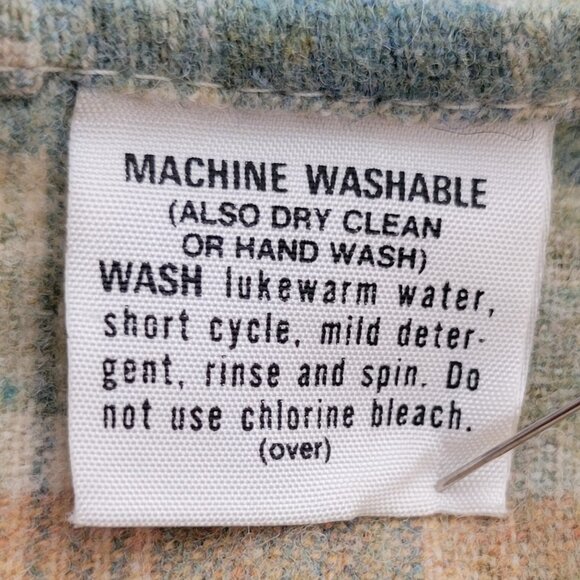 MACHINE WASHABLE
(ALSO DRY CLEAN
OR HAND WASH)
WASH lukewarm water,
short cycle, mild deter-
gent, rinse and spin. Do
not use chlorine bleach.
(over)